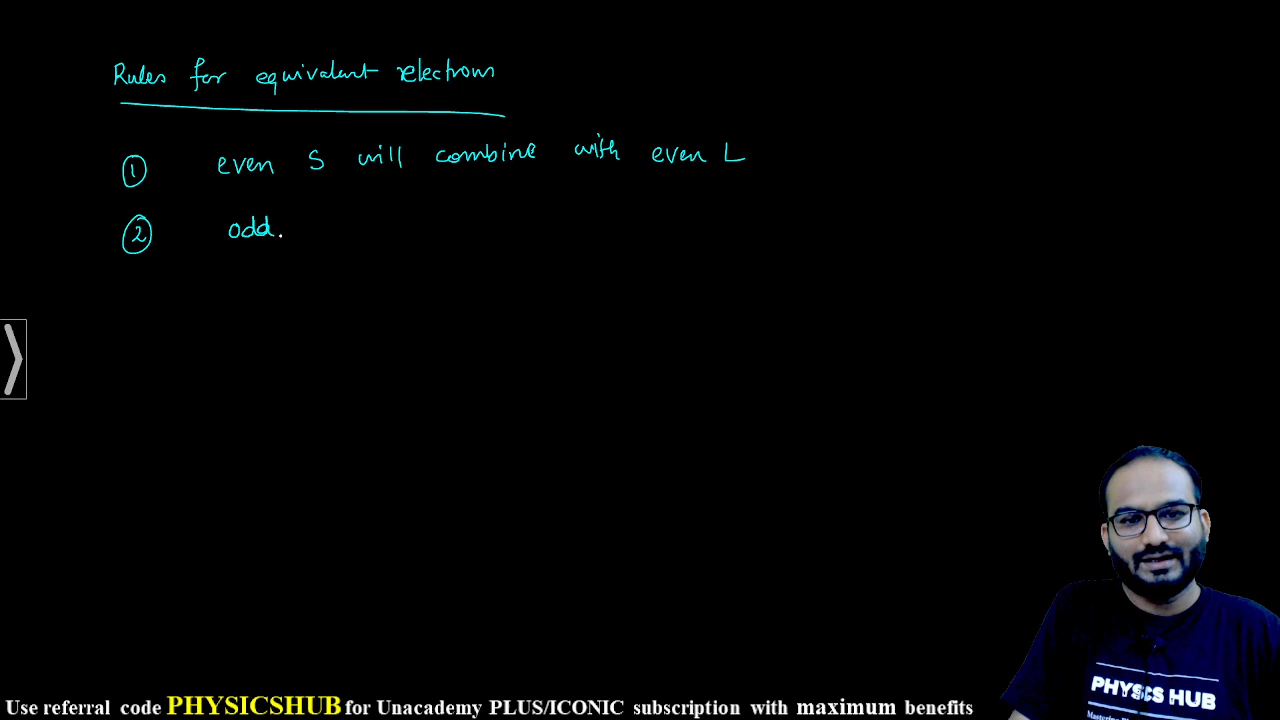 Rules for equivalent electrons
① even S will combine with even L
② odd.
PHYSICS HUB
Use referral code PHYSICSHUB for Unacademy PLUS/ICONIC subscription with maximum benefits